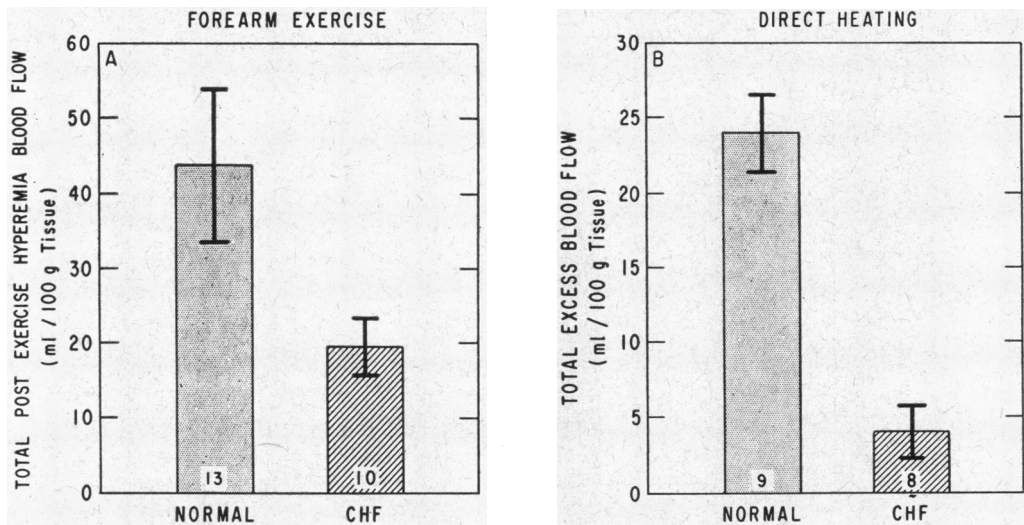 FOREARM EXERCISE
A
TOTAL POST EXERCISE HYPEREMIA BLOOD FLOW
(ml / 100 g Tissue)
60
50
40
30
20
10
0
13
10
NORMAL CHF
DIRECT HEATING
B
TOTAL EXCESS BLOOD FLOW
(ml / 100 g Tissue)
30
25
20
15
10
5
0
9
8
NORMAL CHF